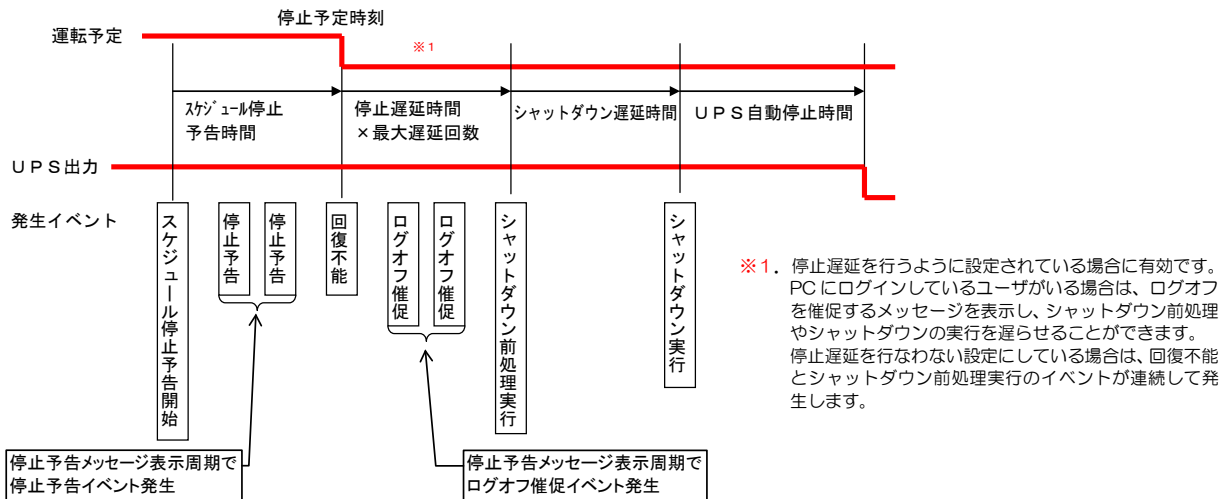 停止予定時刻
運転予定
※1
スケジュール停止
予告時間
停止遅延時間
×最大遅延回数
シャットダウン遅延時間
UPS自動停止時間
UPS出力
発生イベント
スケジュール停止予告開始
停止予告
停止予告
回復不能
ログオフ催促
ログオフ催促
シャットダウン前処理実行
シャットダウン実行
※1. 停止遅延を行うように設定されている場合に有効です。
PCにログインしているユーザがいる場合は、ログオフ
を催促するメッセージを表示し、シャットダウン前処理
やシャットダウンの実行を遅らせることができます。
停止遅延を行なわない設定にしている場合は、回復不能
とシャットダウン前処理実行のイベントが連続して発
生します。
停止予告メッセージ表示周期で
停止予告イベント発生
停止予告メッセージ表示周期で
ログオフ催促イベント発生